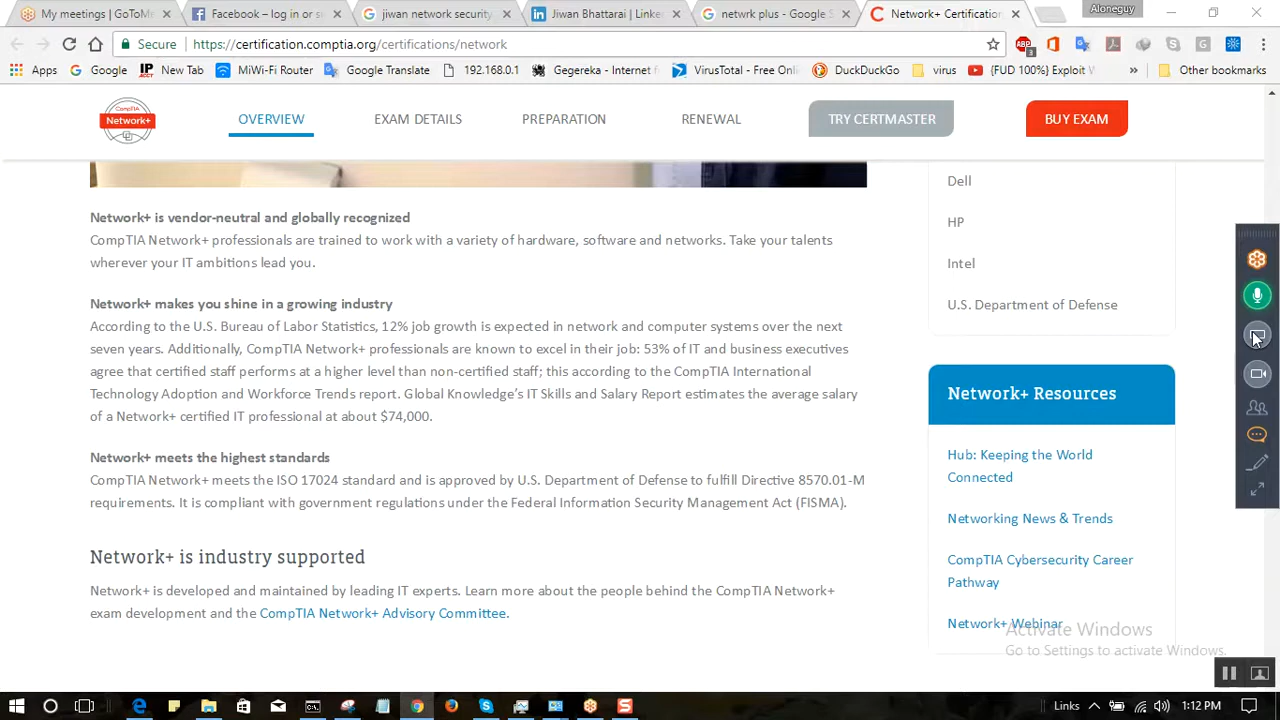 My meetings | GoToMe
Facebook – log in or si
jiwan network security
Jiwan Bhattarai | Linke
netwrk plus - Google S
Network+ Certification
Aloneguy
Secure
https://certification.comptia.org/certifications/network
ABP
3
Apps
Google
New Tab
MiWi-Fi Router
Google Translate
192.168.0.1
Gegereka - Internet f
VirusTotal - Free Onli
DuckDuckGo
virus
{FUD 100%} Exploit W
»
Other bookmarks
CompTIA
Network+
OVERVIEW
EXAM DETAILS
PREPARATION
RENEWAL
TRY CERTMASTER
BUY EXAM
Network+ is vendor-neutral and globally recognized
CompTIA Network+ professionals are trained to work with a variety of hardware, software and networks. Take your talents
wherever your IT ambitions lead you.
Network+ makes you shine in a growing industry
According to the U.S. Bureau of Labor Statistics, 12% job growth is expected in network and computer systems over the next
seven years. Additionally, CompTIA Network+ professionals are known to excel in their job: 53% of IT and business executives
agree that certified staff performs at a higher level than non-certified staff; this according to the CompTIA International
Technology Adoption and Workforce Trends report. Global Knowledge's IT Skills and Salary Report estimates the average salary
of a Network+ certified IT professional at about $74,000.
Network+ meets the highest standards
CompTIA Network+ meets the ISO 17024 standard and is approved by U.S. Department of Defense to fulfill Directive 8570.01-M
requirements. It is compliant with government regulations under the Federal Information Security Management Act (FISMA).
Network+ is industry supported
Network+ is developed and maintained by leading IT experts. Learn more about the people behind the CompTIA Network+
exam development and the CompTIA Network+ Advisory Committee.
Dell
HP
Intel
U.S. Department of Defense
Network+ Resources
Hub: Keeping the World
Connected
Networking News & Trends
CompTIA Cybersecurity Career
Pathway
Network+ Webinar
Activate Windows
Go to Settings to activate Windows.
Links
1:12 PM